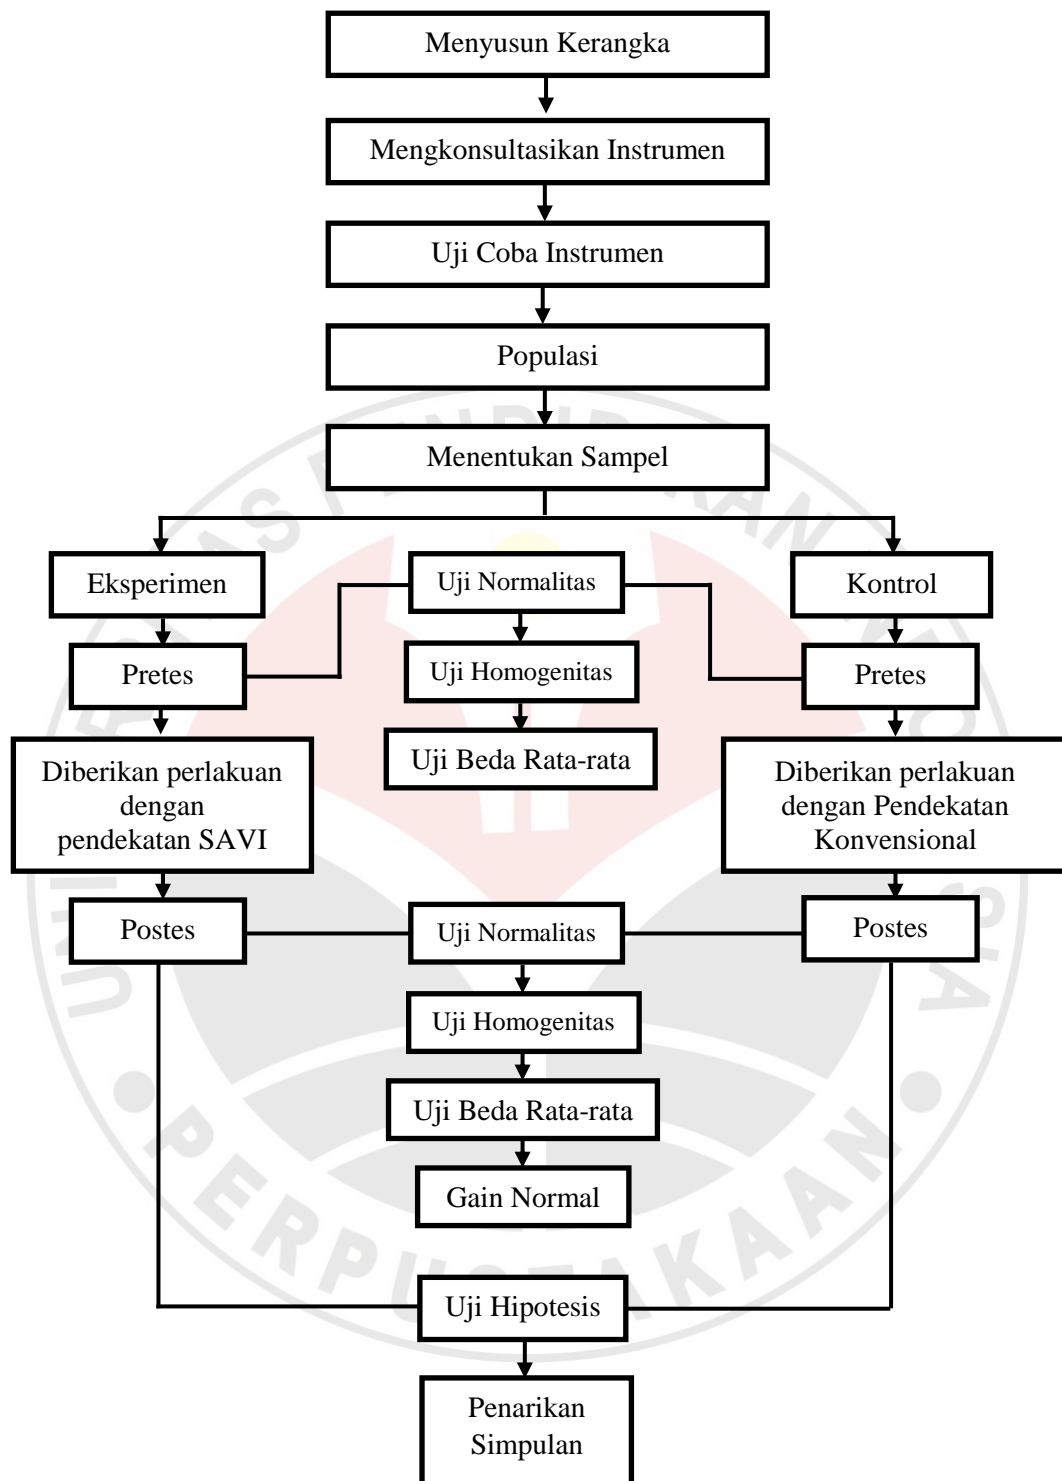 Menyusun Kerangka
Mengkonsultasikan Instrumen
Uji Coba Instrumen
Populasi
Menentukan Sampel
Eksperimen
Uji Normalitas
Kontrol
Pretes
Uji Homogenitas
Pretes
Uji Beda Rata-rata
Diberikan perlakuan
dengan
pendekatan SAVI
Diberikan perlakuan
dengan Pendekatan
Konvensional
Postes
Uji Normalitas
Postes
Uji Homogenitas
Uji Beda Rata-rata
Gain Normal
Uji Hipotesis
Penarikan
Simpulan
PERPUSTAKAAN